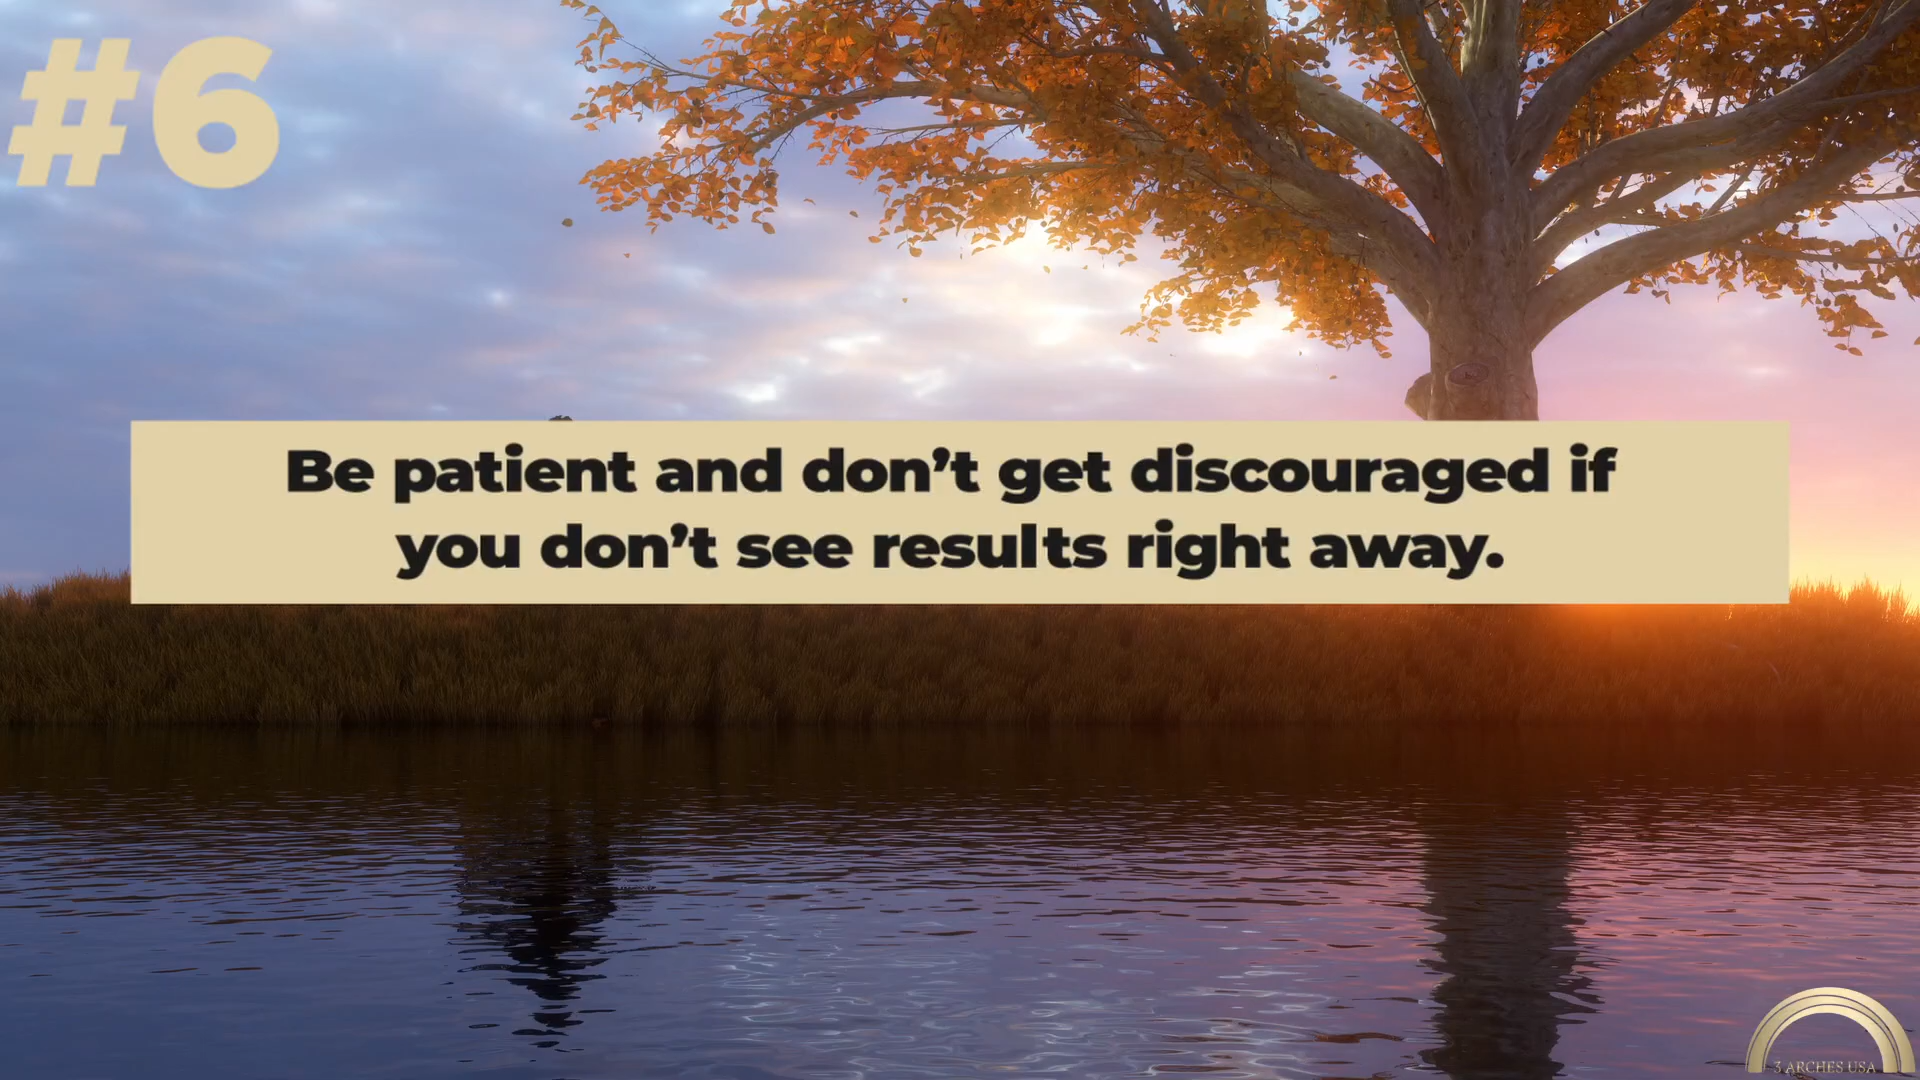 #6
Be patient and don’t get discouraged if
you don’t see results right away.
3 ARCHES USA